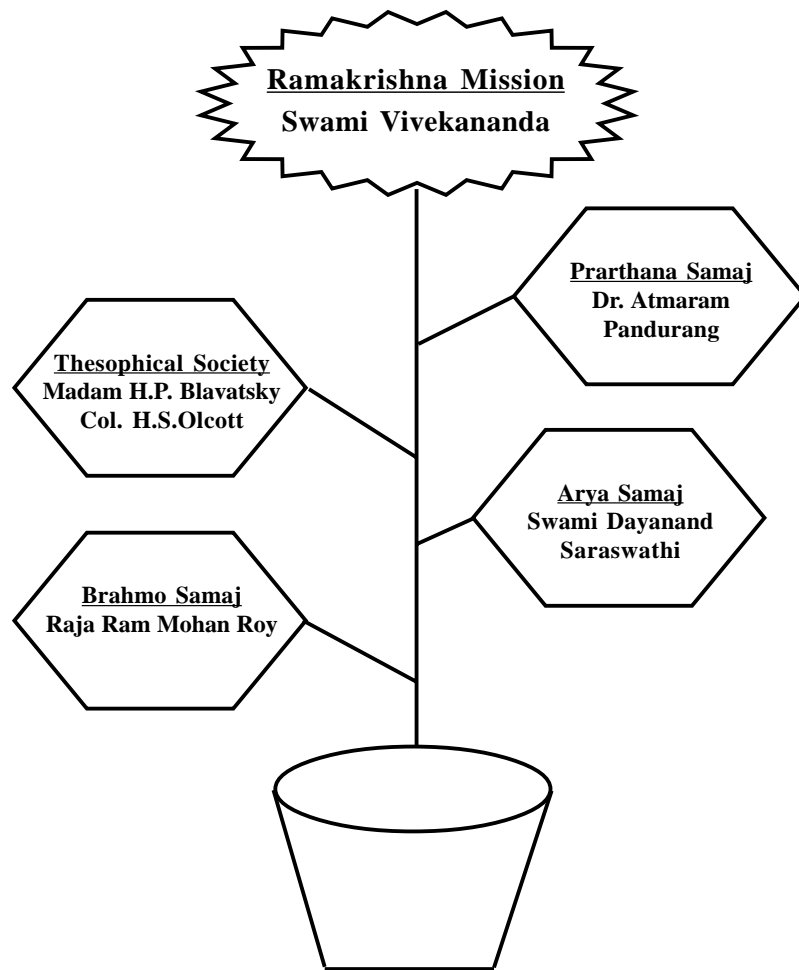 Ramakrishna Mission
Swami Vivekananda
Prarthana Samaj
Dr. Atmaram
Pandurang
Thesophical Society
Madam H.P. Blavatsky
Col. H.S.Olcott
Arya Samaj
Swami Dayanand
Saraswathi
Brahmo Samaj
Raja Ram Mohan Roy